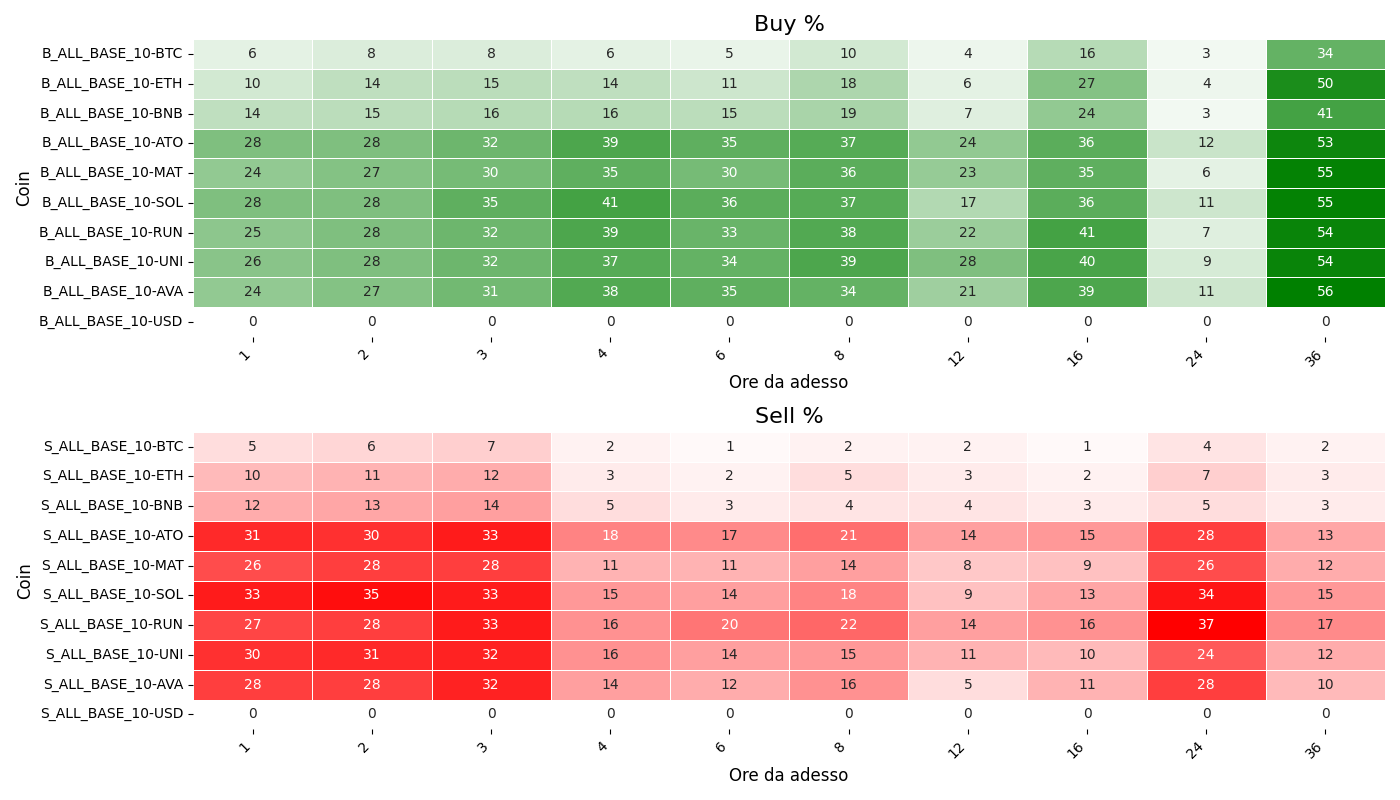 Buy %
Coin
B_ALL_BASE_10-BTC 6 8 8 6 5 10 4 16 3 34
B_ALL_BASE_10-ETH 10 14 15 14 11 18 6 27 4 50
B_ALL_BASE_10-BNB 14 15 16 16 15 19 7 24 3 41
B_ALL_BASE_10-ATO 28 28 32 39 35 37 24 36 12 53
B_ALL_BASE_10-MAT 24 27 30 35 30 36 23 35 6 55
B_ALL_BASE_10-SOL 28 28 35 41 36 37 17 36 11 55
B_ALL_BASE_10-RUN 25 28 32 39 33 38 22 41 7 54
B_ALL_BASE_10-UNI 26 28 32 37 34 39 28 40 9 54
B_ALL_BASE_10-AVA 24 27 31 38 35 34 21 39 11 56
B_ALL_BASE_10-USD 0 0 0 0 0 0 0 0 0 0
1 2 3 4 6 8 12 16 24 36
Ore da adesso
Sell %
Coin
S_ALL_BASE_10-BTC 5 6 7 2 1 2 2 1 4 2
S_ALL_BASE_10-ETH 10 11 12 3 2 5 3 2 7 3
S_ALL_BASE_10-BNB 12 13 14 5 3 4 4 3 5 3
S_ALL_BASE_10-ATO 31 30 33 18 17 21 14 15 28 13
S_ALL_BASE_10-MAT 26 28 28 11 11 14 8 9 26 12
S_ALL_BASE_10-SOL 33 35 33 15 14 18 9 13 34 15
S_ALL_BASE_10-RUN 27 28 33 16 20 22 14 16 37 17
S_ALL_BASE_10-UNI 30 31 32 16 14 15 11 10 24 12
S_ALL_BASE_10-AVA 28 28 32 14 12 16 5 11 28 10
S_ALL_BASE_10-USD 0 0 0 0 0 0 0 0 0 0
1 2 3 4 6 8 12 16 24 36
Ore da adesso